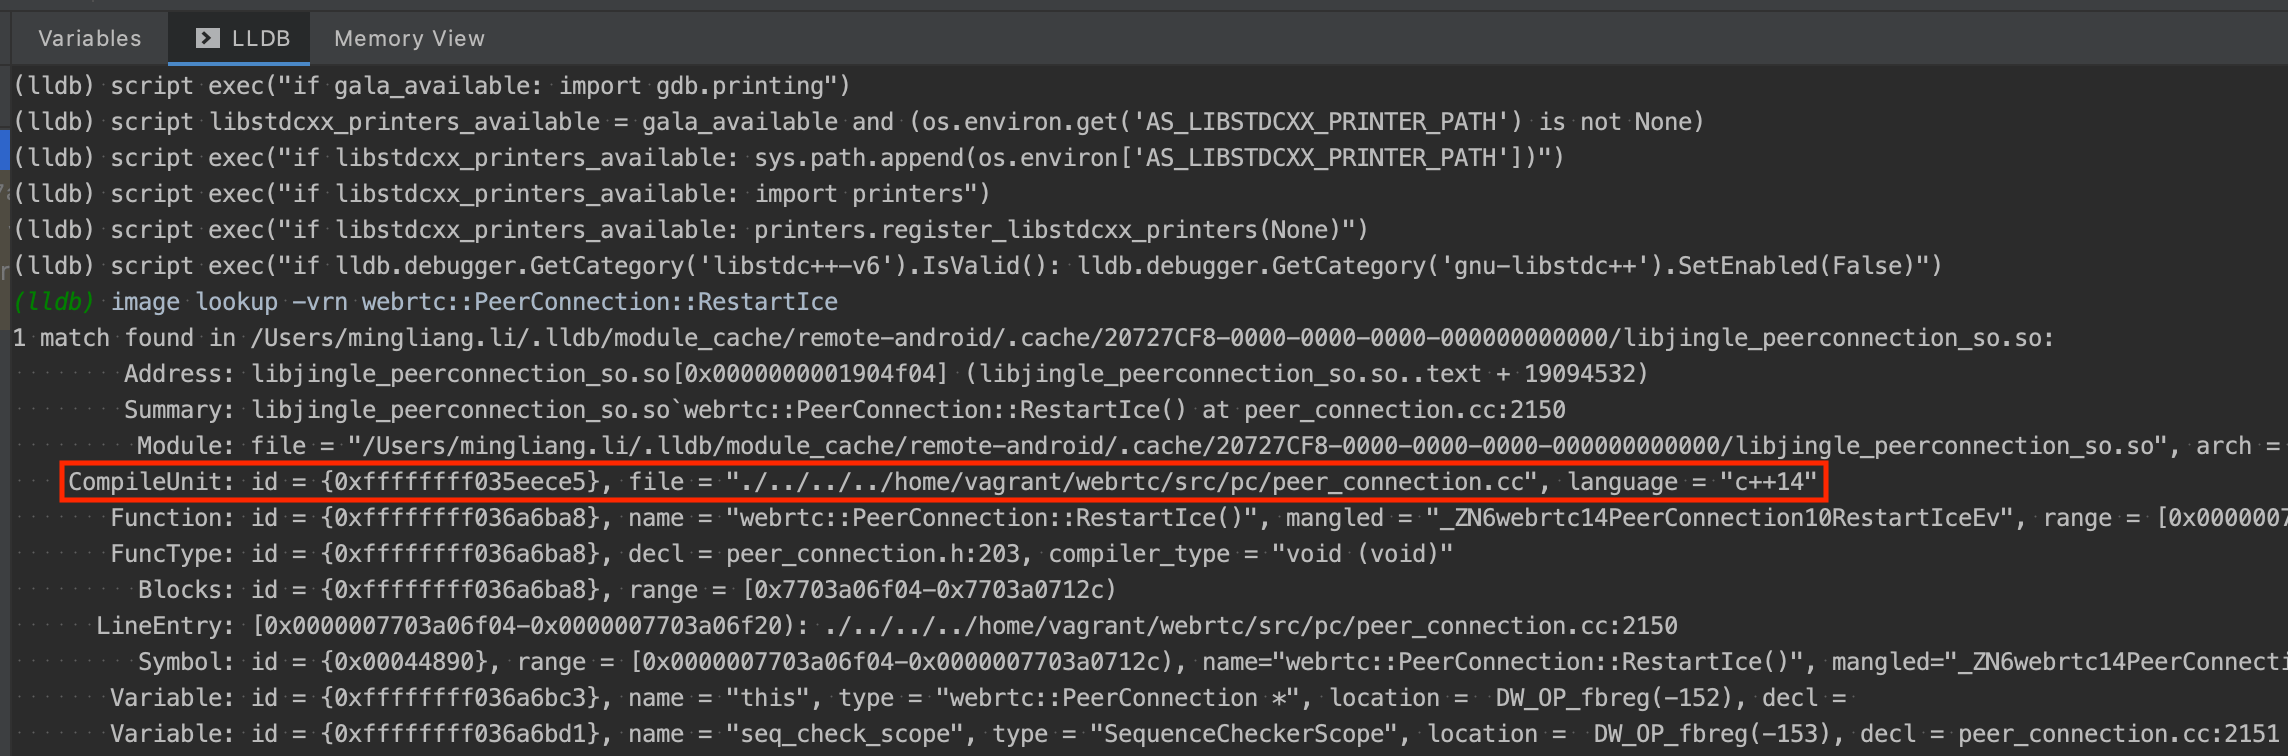 Variables LLDB Memory View
(lldb) script exec("if gala_available: import gdb.printing")
(lldb) script libstdcxx_printers_available = gala_available and (os.environ.get('AS_LIBSTDCXX_PRINTER_PATH') is not None)
(lldb) script exec("if libstdcxx_printers_available: sys.path.append(os.environ['AS_LIBSTDCXX_PRINTER_PATH'])")
(lldb) script exec("if libstdcxx_printers_available: import printers")
(lldb) script exec("if libstdcxx_printers_available: printers.register_libstdcxx_printers(None)")
(lldb) script exec("if lldb.debugger.GetCategory('libstdc++-v6').IsValid(): lldb.debugger.GetCategory('gnu-libstdc++').SetEnabled(False)")
(lldb) image lookup -vrn webrtc::PeerConnection::RestartIce
1 match found in /Users/mingliang.li/.lldb/module_cache/remote-android/.cache/20727CF8-0000-0000-0000-000000000000/libjingle_peerconnection_so.so:
Address: libjingle_peerconnection_so.so[0x0000000001904f04] (libjingle_peerconnection_so.so..text + 19094532)
Summary: libjingle_peerconnection_so.so`webrtc::PeerConnection::RestartIce() at peer_connection.cc:2150
Module: file = "/Users/mingliang.li/.lldb/module_cache/remote-android/.cache/20727CF8-0000-0000-0000-000000000000/libjingle_peerconnection_so.so", arch =
CompileUnit: id = {0xffffffff035eece5}, file = "./../../../home/vagrant/webrtc/src/pc/peer_connection.cc", language = "c++14"
Function: id = {0xffffffff036a6ba8}, name = "webrtc::PeerConnection::RestartIce()", mangled = "_ZN6webrtc14PeerConnection10RestartIceEv", range = [0x0000007
FuncType: id = {0xffffffff036a6ba8}, decl = peer_connection.h:203, compiler_type = "void (void)"
Blocks: id = {0xffffffff036a6ba8}, range = [0x7703a06f04-0x7703a0712c)
LineEntry: [0x0000007703a06f04-0x0000007703a06f20): ./../../../home/vagrant/webrtc/src/pc/peer_connection.cc:2150
Symbol: id = {0x00044890}, range = [0x0000007703a06f04-0x0000007703a0712c), name="webrtc::PeerConnection::RestartIce()", mangled="_ZN6webrtc14PeerConnecti
Variable: id = {0xffffffff036a6bc3}, name = "this", type = "webrtc::PeerConnection *", location = DW_OP_fbreg(-152), decl =
Variable: id = {0xffffffff036a6bd1}, name = "seq_check_scope", type = "SequenceCheckerScope", location = DW_OP_fbreg(-153), decl = peer_connection.cc:2151